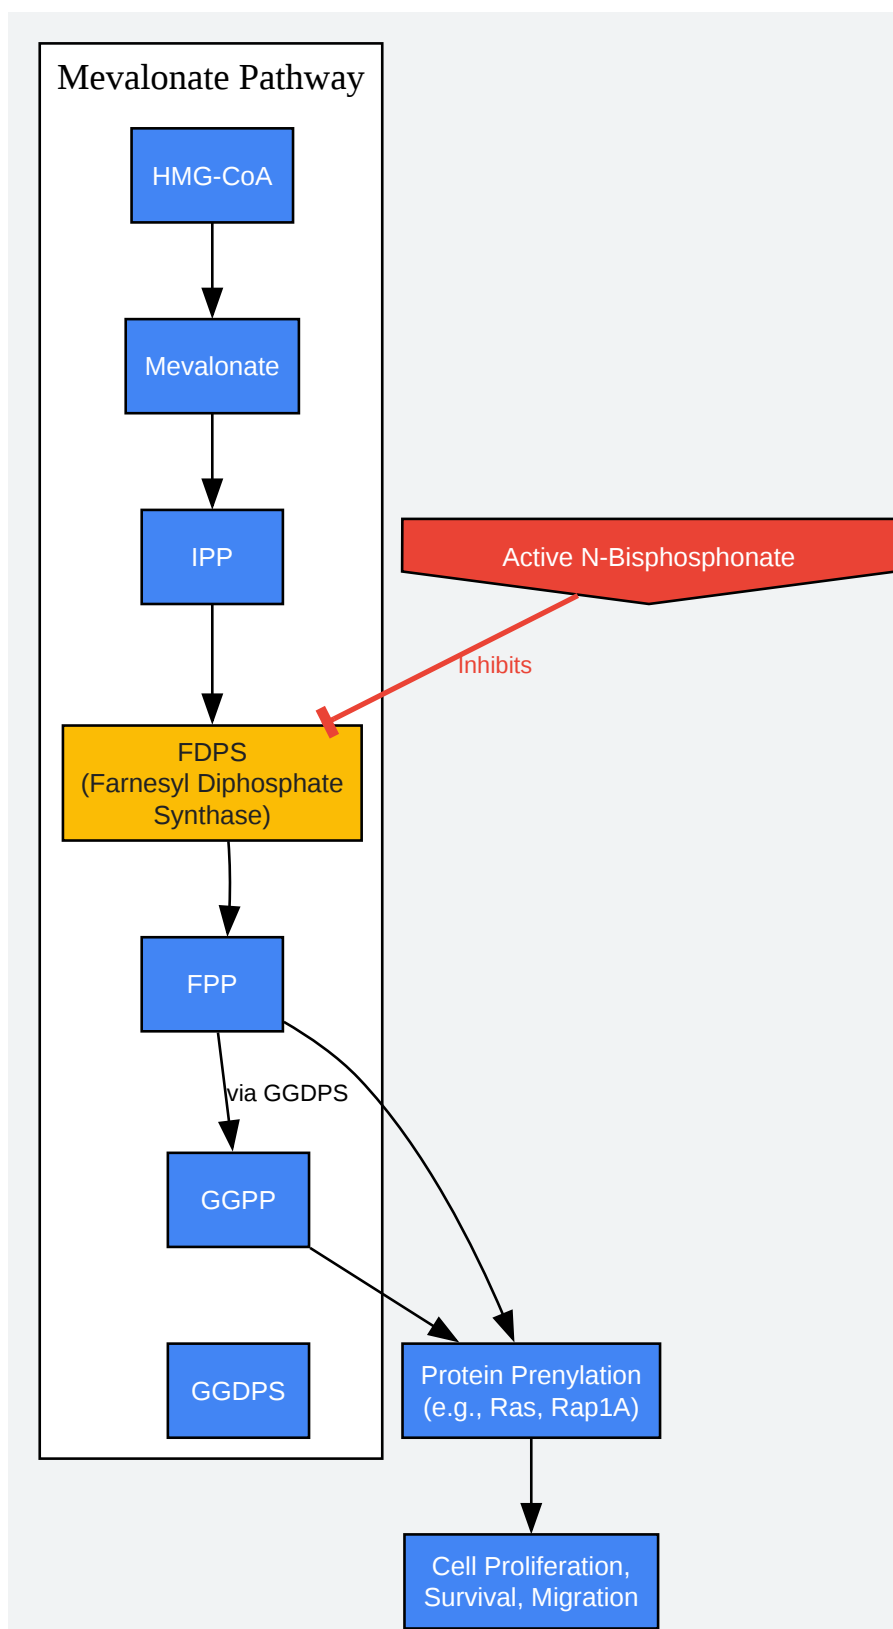 Mevalonate Pathway
HMG-CoA
Mevalonate
IPP
Active N-Bisphosphonate
Inhibits
FDPS
(Farnesyl Diphosphate
Synthase)
FPP
via GGDPS
GGPP
GGDPS
Protein Prenylation
(e.g., Ras, Rap1A)
Cell Proliferation,
Survival, Migration